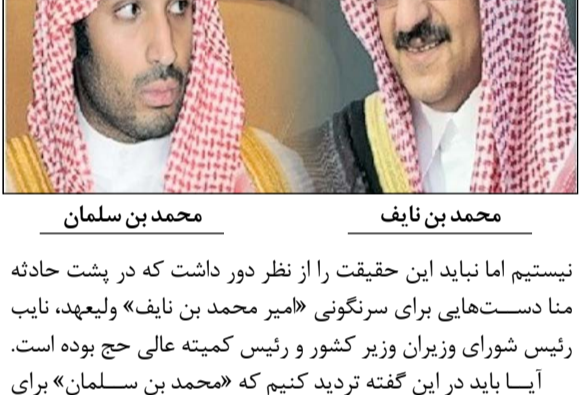 محمد بن نایف
محمد بن سلمان
نیستیم اما نباید این حقیقت را از نظر دور داشت که در پشت حادثه
منا دست‌هایی برای سرنگونی «امیر محمد بن نایف» ولیعهد، نایب
رئیس شورای وزیران وزیر کشور و رئیس کمیته عالی حج بوده است.
آیا باید در این گفته تردید کنیم که «محمد بن سلمان» برای